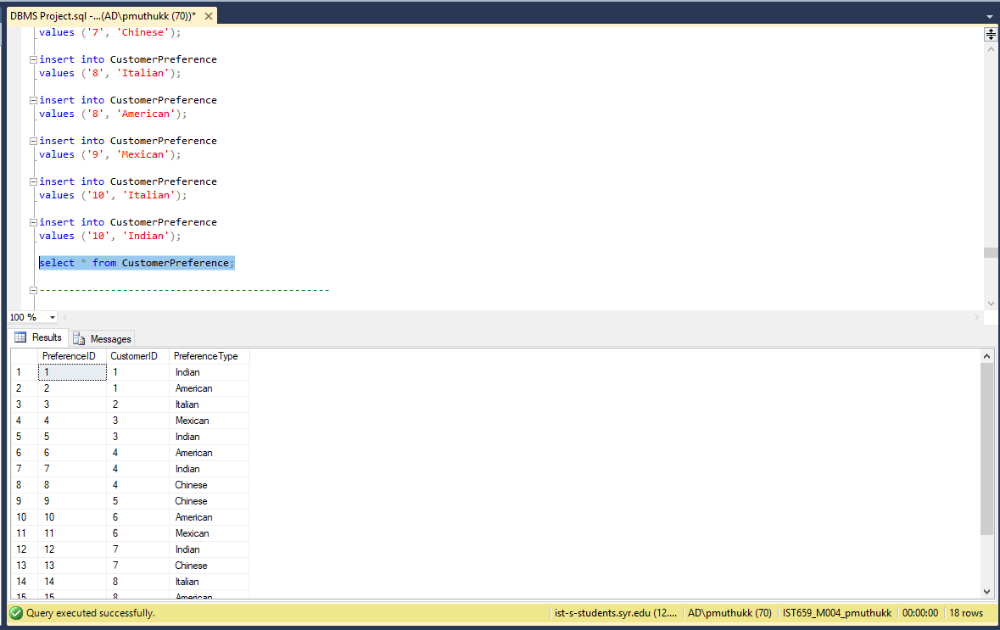 DBMS Project.sql -...(AD\pmuthukk (70))*
values ('7', 'Chinese');
insert into CustomerPreference
values ('8', 'Italian');
insert into CustomerPreference
values ('8', 'American');
insert into CustomerPreference
values ('9', 'Mexican');
insert into CustomerPreference
values ('10', 'Italian');
insert into CustomerPreference
values ('10', 'Indian');
select * from CustomerPreference;
-------------------------------------------------
100 %
Results Messages
PreferenceID CustomerID PreferenceType
1 1 1 Indian
2 2 1 American
3 3 2 Italian
4 4 3 Mexican
5 5 3 Indian
6 6 4 American
7 7 4 Indian
8 8 4 Chinese
9 9 5 Chinese
10 10 6 American
11 11 6 Mexican
12 12 7 Indian
13 13 7 Chinese
14 14 8 Italian
15 15 8 American
Query executed successfully. ist-s-students.syr.edu (12.... AD\pmuthukk (70) IST659_M004_pmuthukk 00:00:00 18 rows